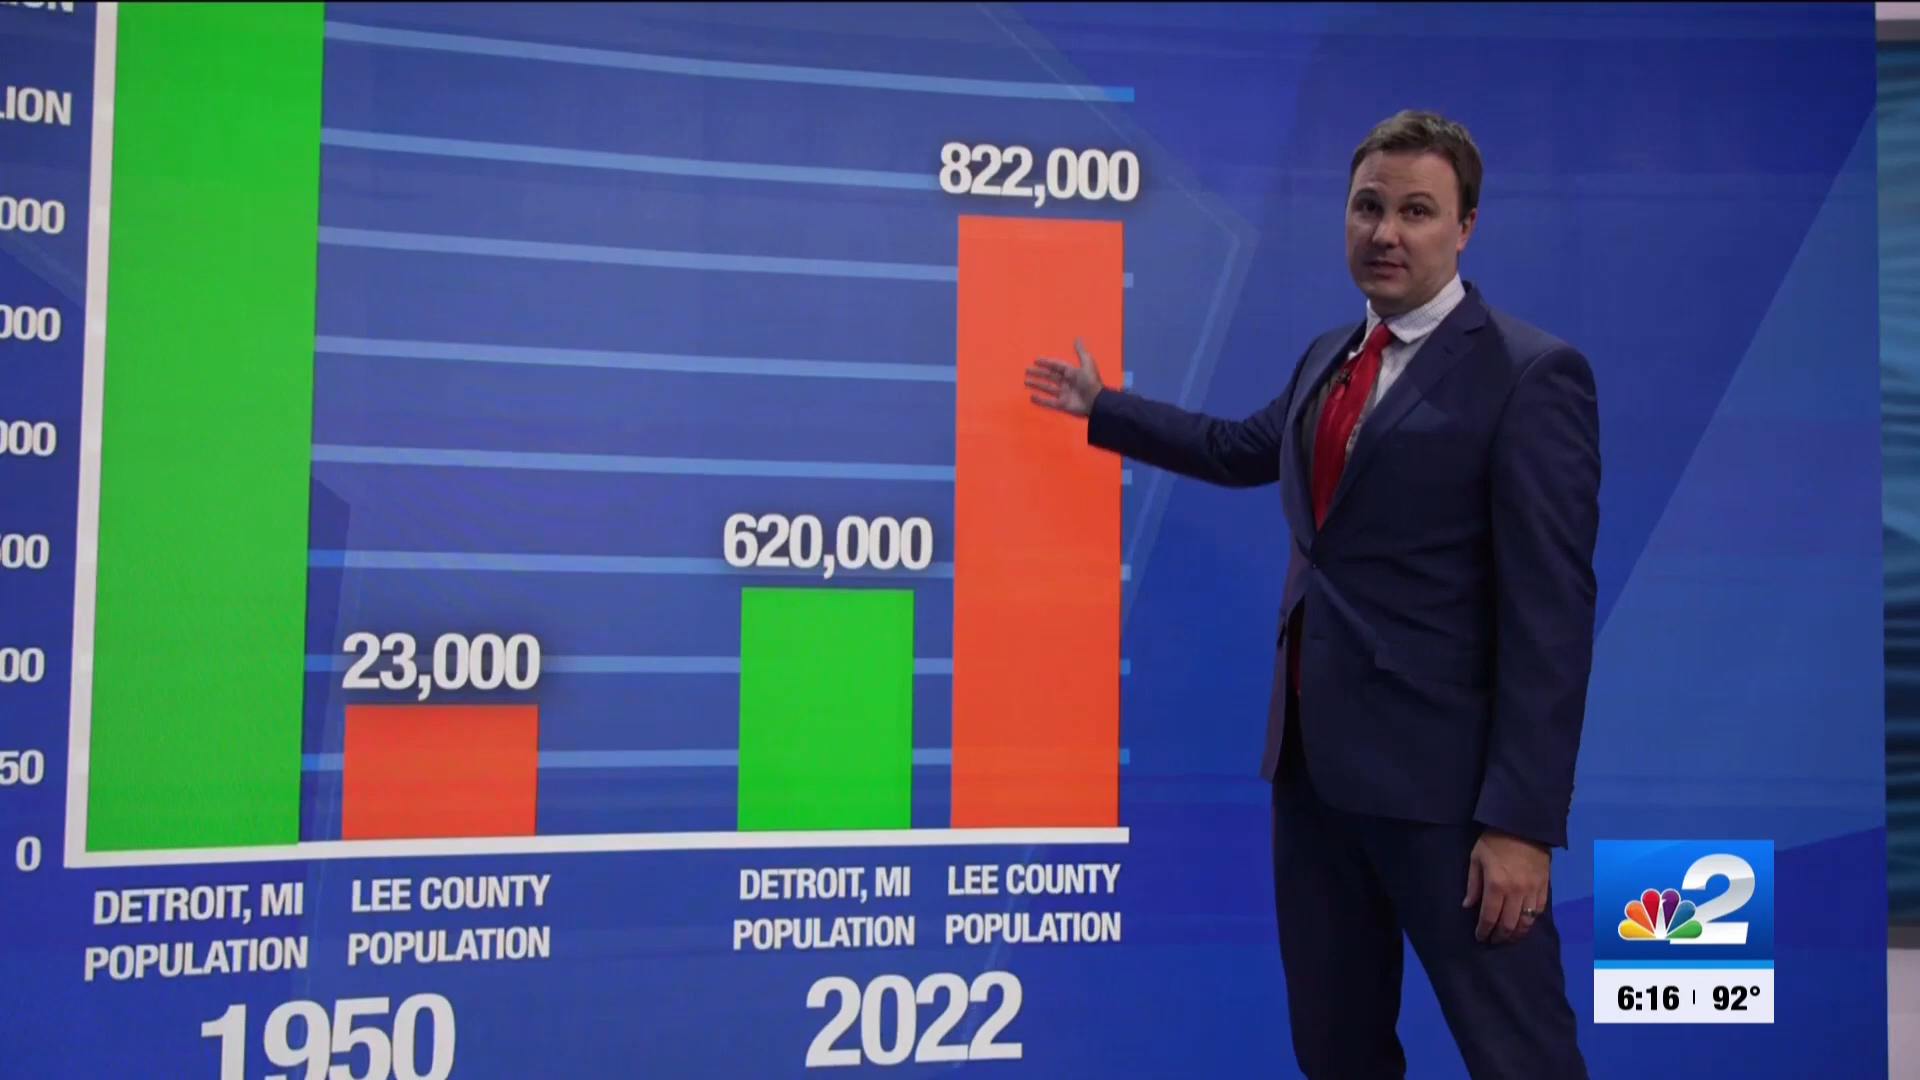 LION
000
000
000
500
00
50
0
822,000
620,000
23,000
DETROIT, MI
POPULATION
LEE COUNTY
POPULATION
DETROIT, MI
POPULATION
LEE COUNTY
POPULATION
1950
2022
2
6:16 92°